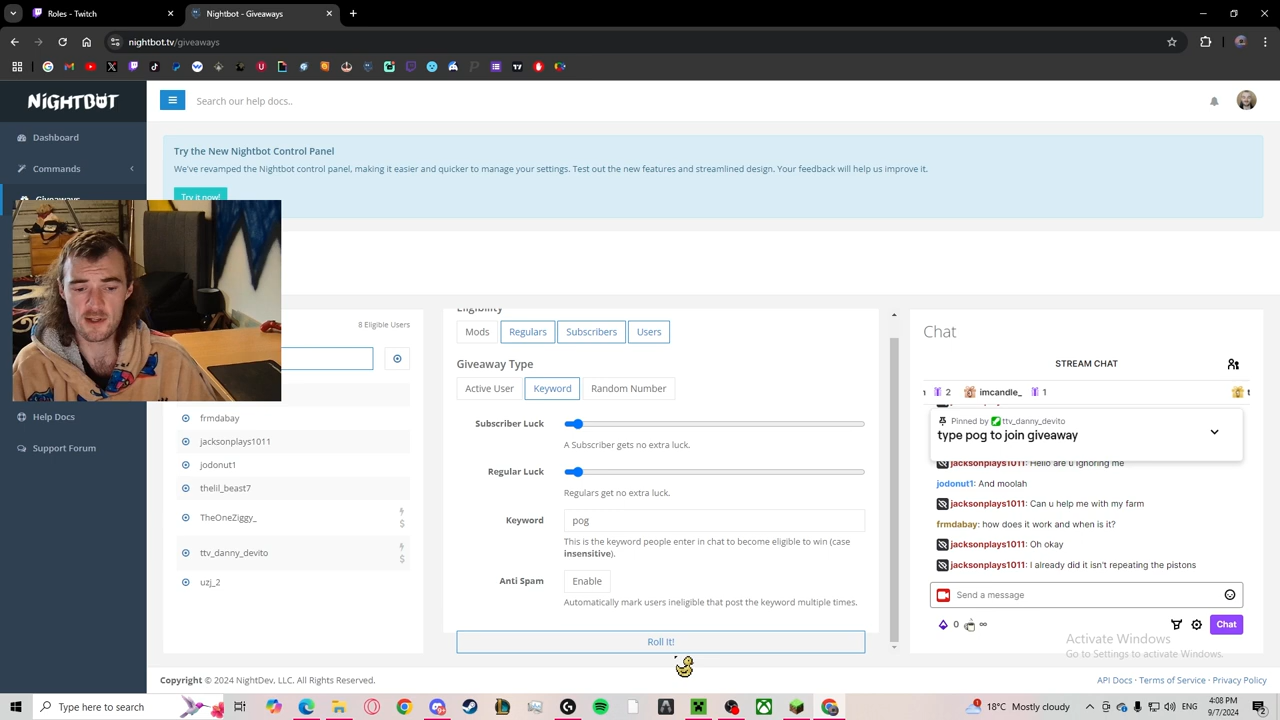 Roles - Twitch
Nightbot - Giveaways
nightbot.tv/giveaways
NiGHTBOT
Search our help docs..
Dashboard
Try the New Nightbot Control Panel
Commands
We've revamped the Nightbot control panel, making it easier and quicker to manage your settings. Test out the new features and streamlined design. Your feedback will help us improve it.
Giveaways
Try it now!
Eligibility
8 Eligible Users
Mods
Regulars
Subscribers
Users
Chat
Giveaway Type
STREAM CHAT
Active User
Keyword
Random Number
2
imcandle_
1
t
Help Docs
frmdabay
Subscriber Luck
Pinned by ttv_danny_devito
A Subscriber gets no extra luck.
type pog to join giveaway
Support Forum
jacksonplays1011
jodonut1
Regular Luck
jacksonplays1011: Hello are u ignoring me
thelil_beast7
Regulars get no extra luck.
jodonut1: And moolah
TheOneZiggy_
Keyword
pog
jacksonplays1011: Can u help me with my farm
This is the keyword people enter in chat to become eligible to win (case
insensitive).
frmdabay: how does it work and when is it?
ttv_danny_devito
jacksonplays1011: Oh okay
jacksonplays1011: I already did it isn't repeating the pistons
uzj_2
Anti Spam
Enable
Automatically mark users ineligible that post the keyword multiple times.
Send a message
0
∞
Chat
Roll It!
Activate Windows
Go to Settings to activate Windows.
Copyright © 2024 NightDev, LLC. All Rights Reserved.
API Docs - Terms of Service - Privacy Policy
Type here to search
18°C Mostly cloudy
4:08 PM
9/7/2024